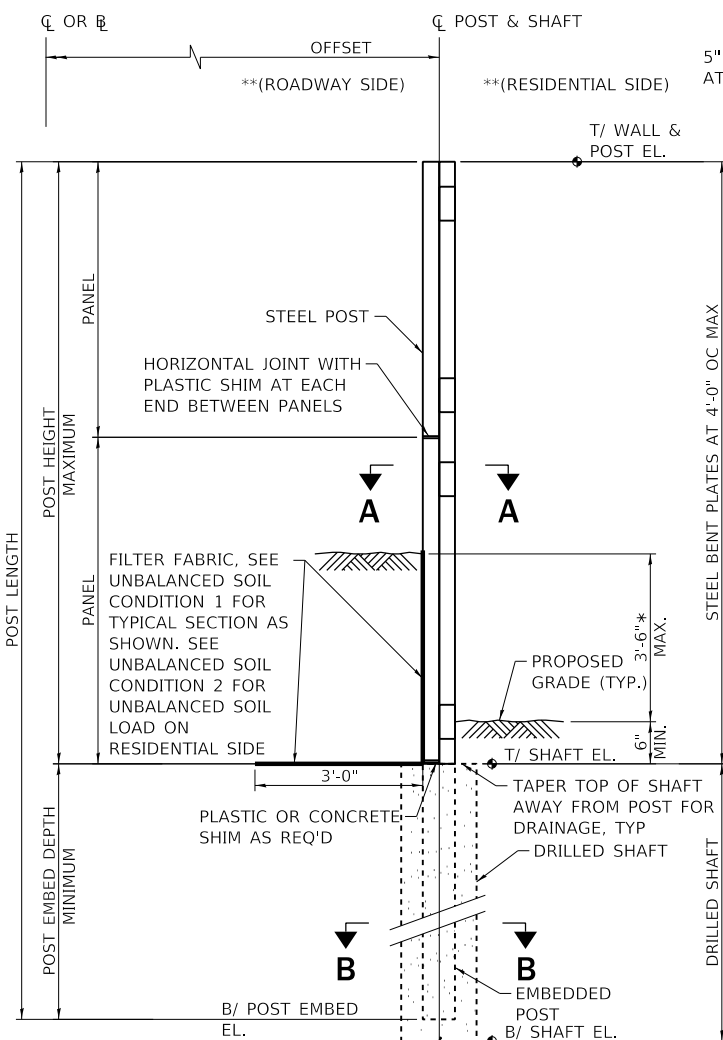 ℄ OR B̲L
℄ POST & SHAFT
OFFSET
**(ROADWAY SIDE)
**(RESIDENTIAL SIDE)
5"
AT
T/ WALL &
POST EL.
PANEL
STEEL POST
HORIZONTAL JOINT WITH
PLASTIC SHIM AT EACH
END BETWEEN PANELS
POST HEIGHT
MAXIMUM
POST LENGTH
STEEL BENT PLATES AT 4'-0" OC MAX
A
A
PANEL
FILTER FABRIC, SEE
UNBALANCED SOIL
CONDITION 1 FOR
TYPICAL SECTION AS
SHOWN. SEE
UNBALANCED SOIL
CONDITION 2 FOR
UNBALANCED SOIL
LOAD ON
RESIDENTIAL SIDE
3'-6"*
MAX.
PROPOSED
GRADE (TYP.)
6"
MIN.
T/ SHAFT EL.
3'-0"
PLASTIC OR CONCRETE
SHIM AS REQ'D
TAPER TOP OF SHAFT
AWAY FROM POST FOR
DRAINAGE, TYP
DRILLED SHAFT
POST EMBED DEPTH
MINIMUM
DRILLED SHAFT
B
B
EMBEDDED
POST
B/ POST EMBED
EL.
B/ SHAFT EL.